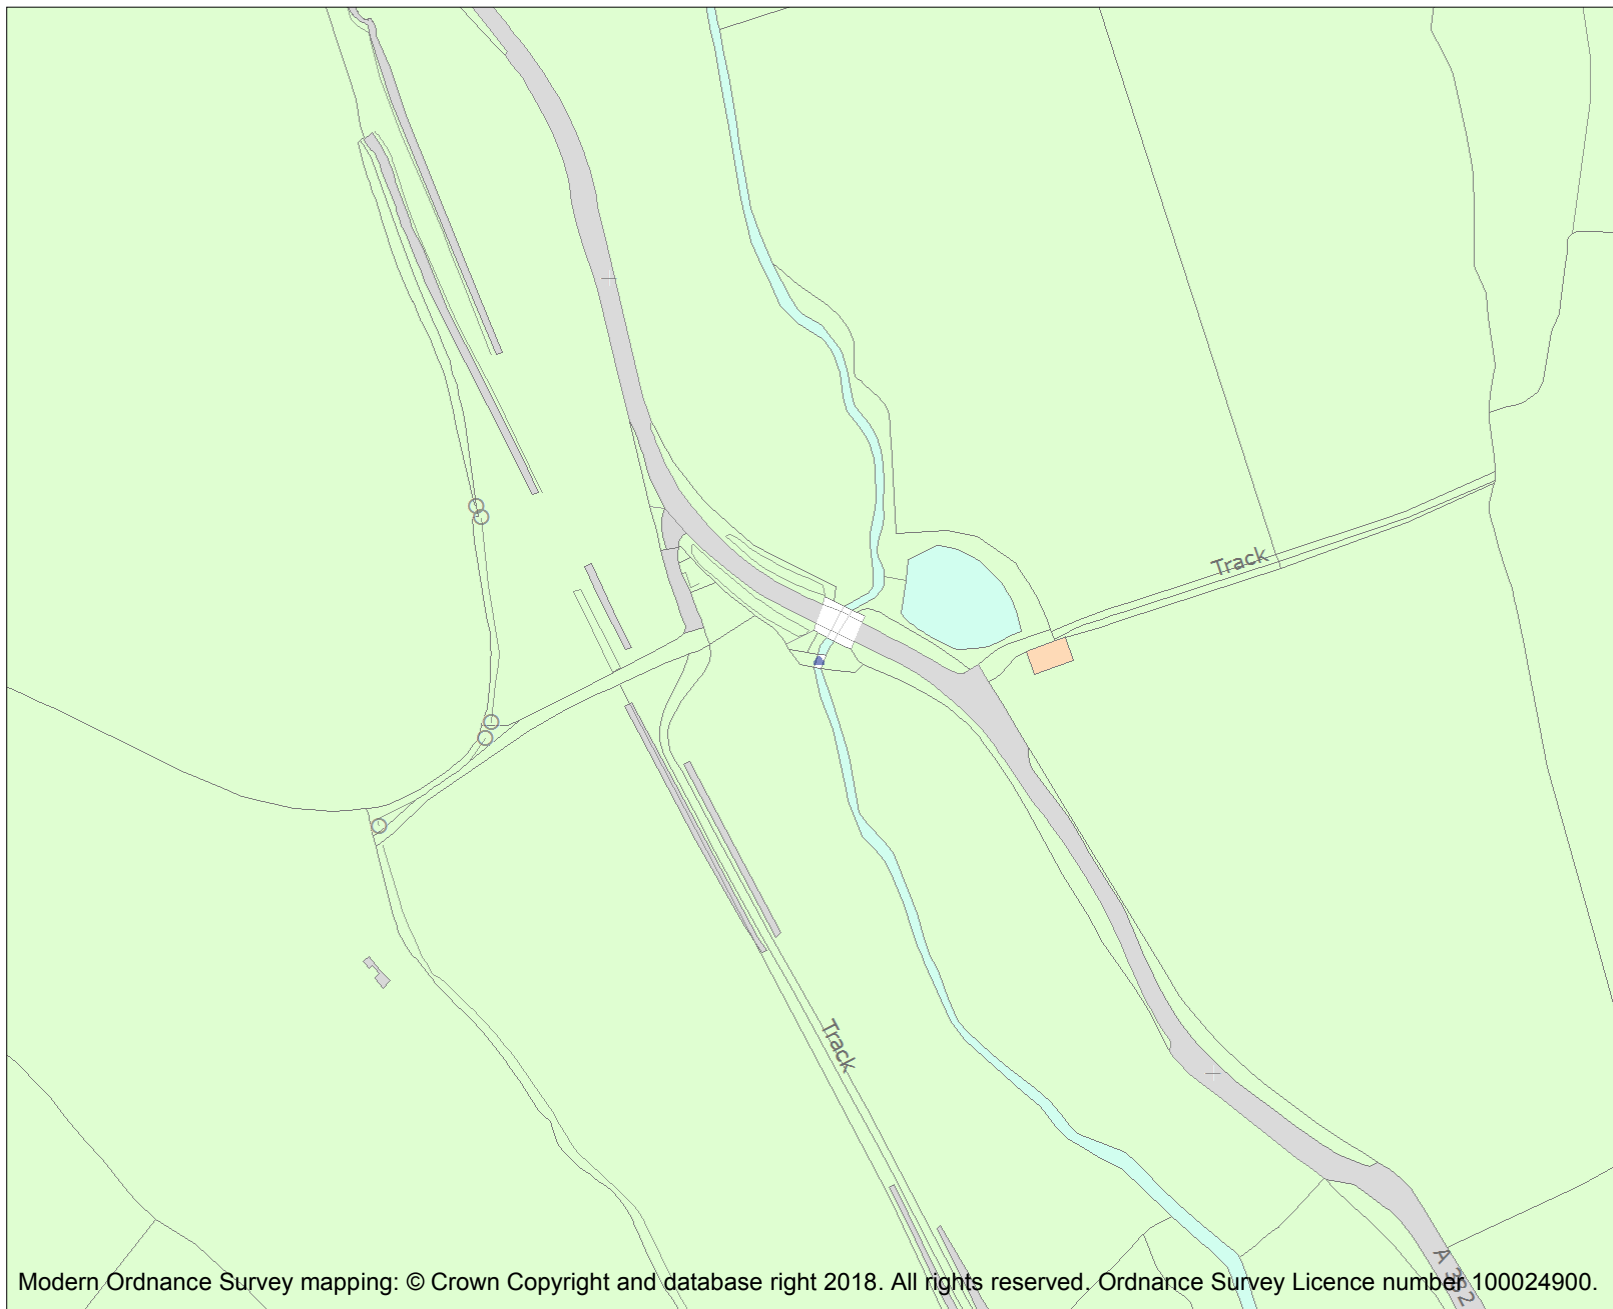 Track
Track
A 382
Modern Ordnance Survey mapping: © Crown Copyright and database right 2018. All rights reserved. Ordnance Survey Licence number 100024900.